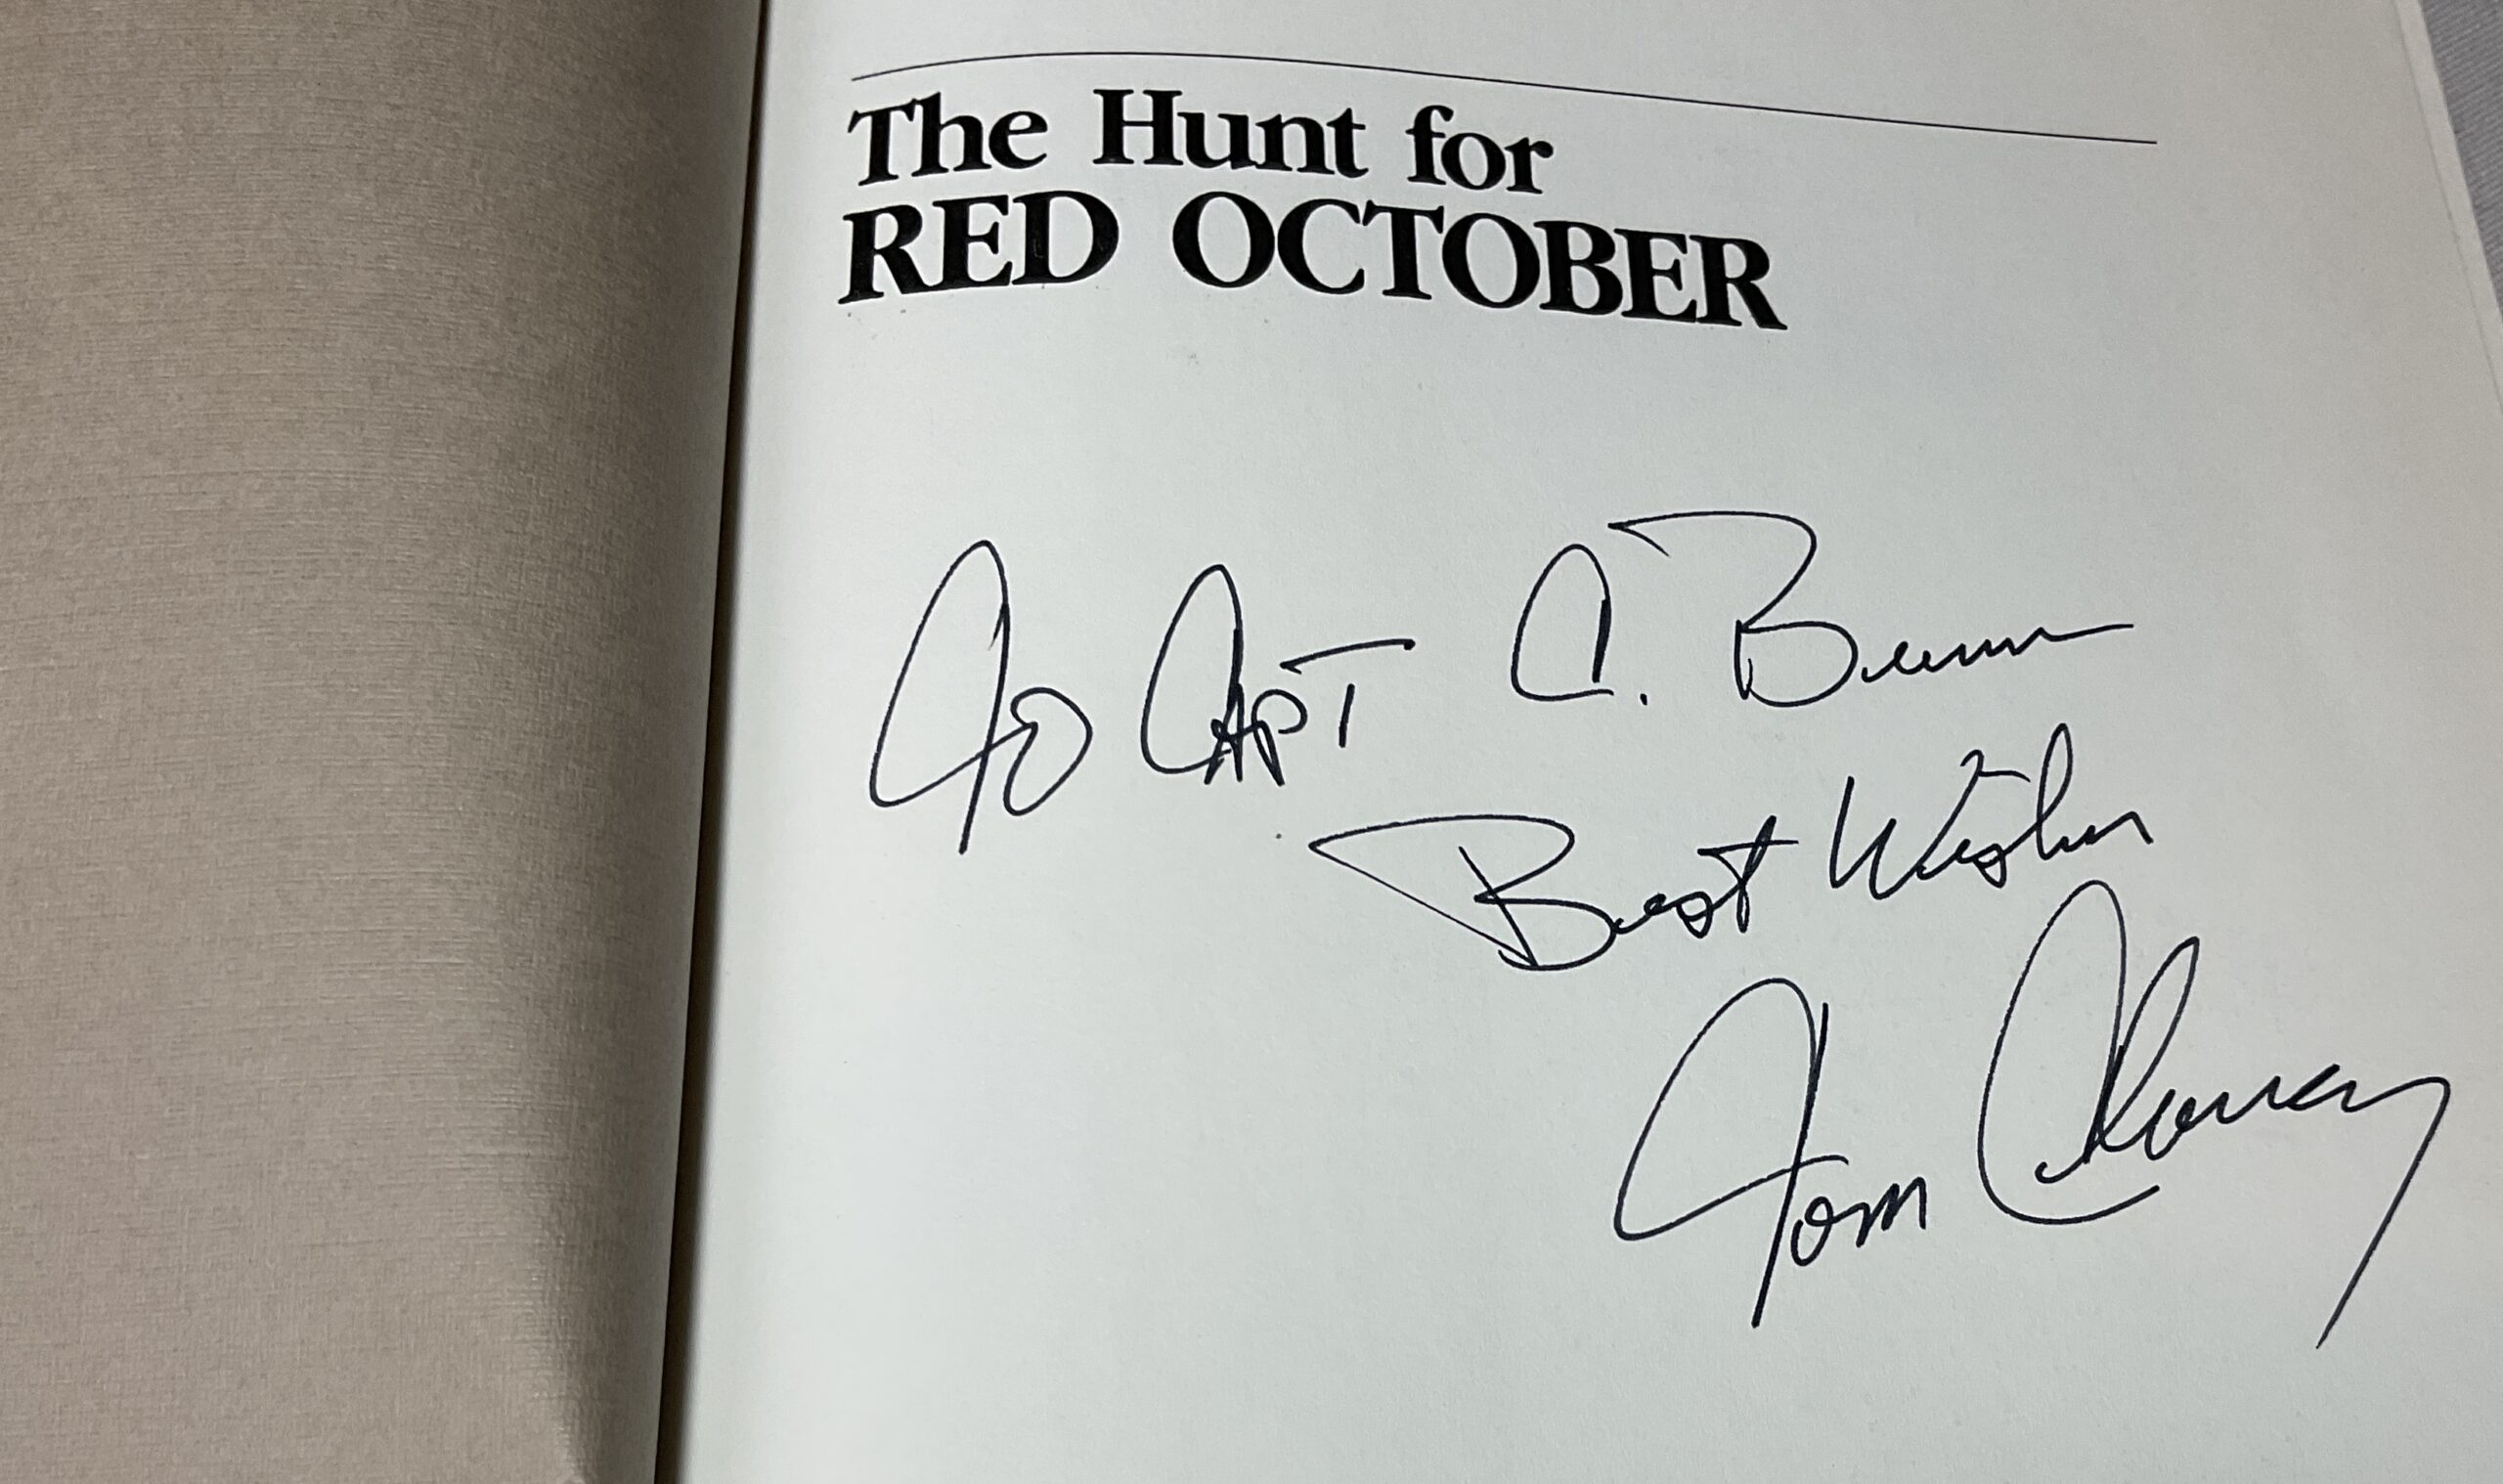 The Hunt for
RED OCTOBER
To CAPT C.
Best Wishes
Tom Clancy